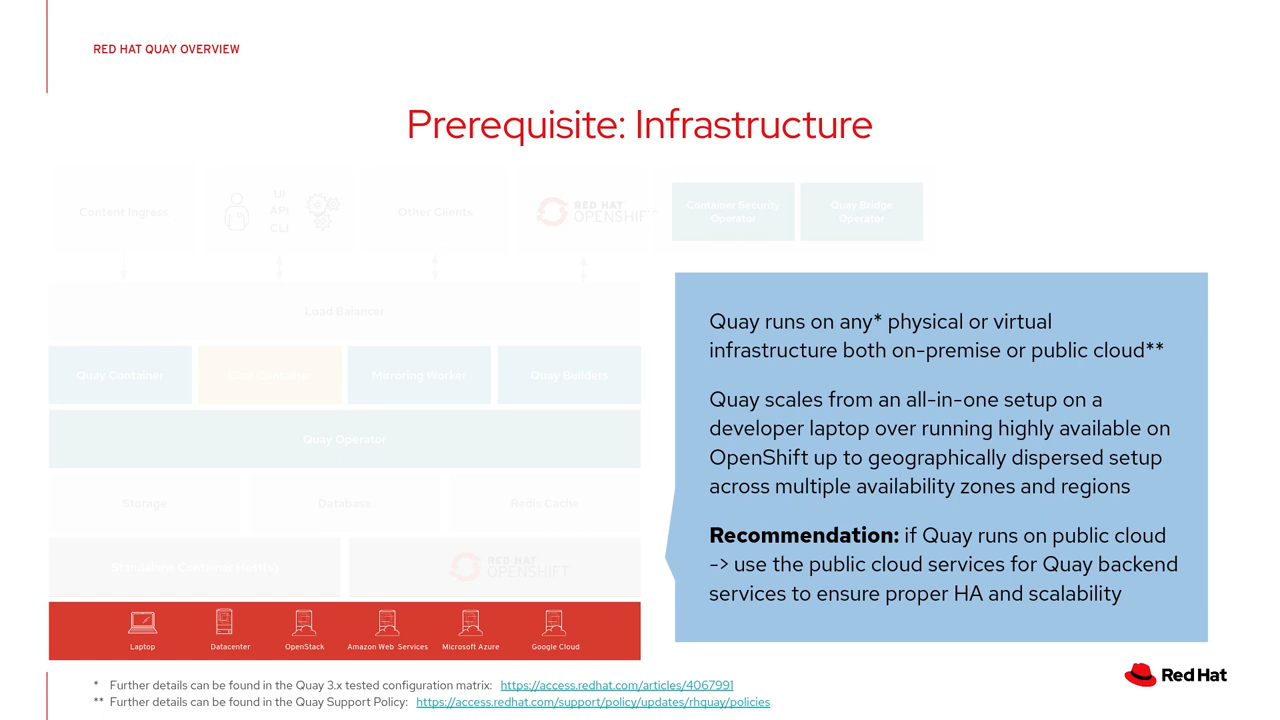 RED HAT QUAY OVERVIEW
Prerequisite: Infrastructure
Content Ingress
UI
API
CLI
Other Clients
RED HAT
OPENSHIFT
Container Security
Operator
Quay Bridge
Operator
Load Balancer
Quay Container
Clair Container
Mirroring Worker
Quay Builders
Quay Operator
Storage
Database
Redis Cache
Standalone Container Host(s)
RED HAT
OPENSHIFT
Laptop
Datacenter
OpenStack
Amazon Web Services
Microsoft Azure
Google Cloud
Quay runs on any* physical or virtual
infrastructure both on-premise or public cloud**
Quay scales from an all-in-one setup on a
developer laptop over running highly available on
OpenShift up to geographically dispersed setup
across multiple availability zones and regions
Recommendation: if Quay runs on public cloud
-> use the public cloud services for Quay backend
services to ensure proper HA and scalability
* Further details can be found in the Quay 3.x tested configuration matrix: https://access.redhat.com/articles/4067991
** Further details can be found in the Quay Support Policy: https://access.redhat.com/support/policy/updates/rhquay/policies
Red Hat